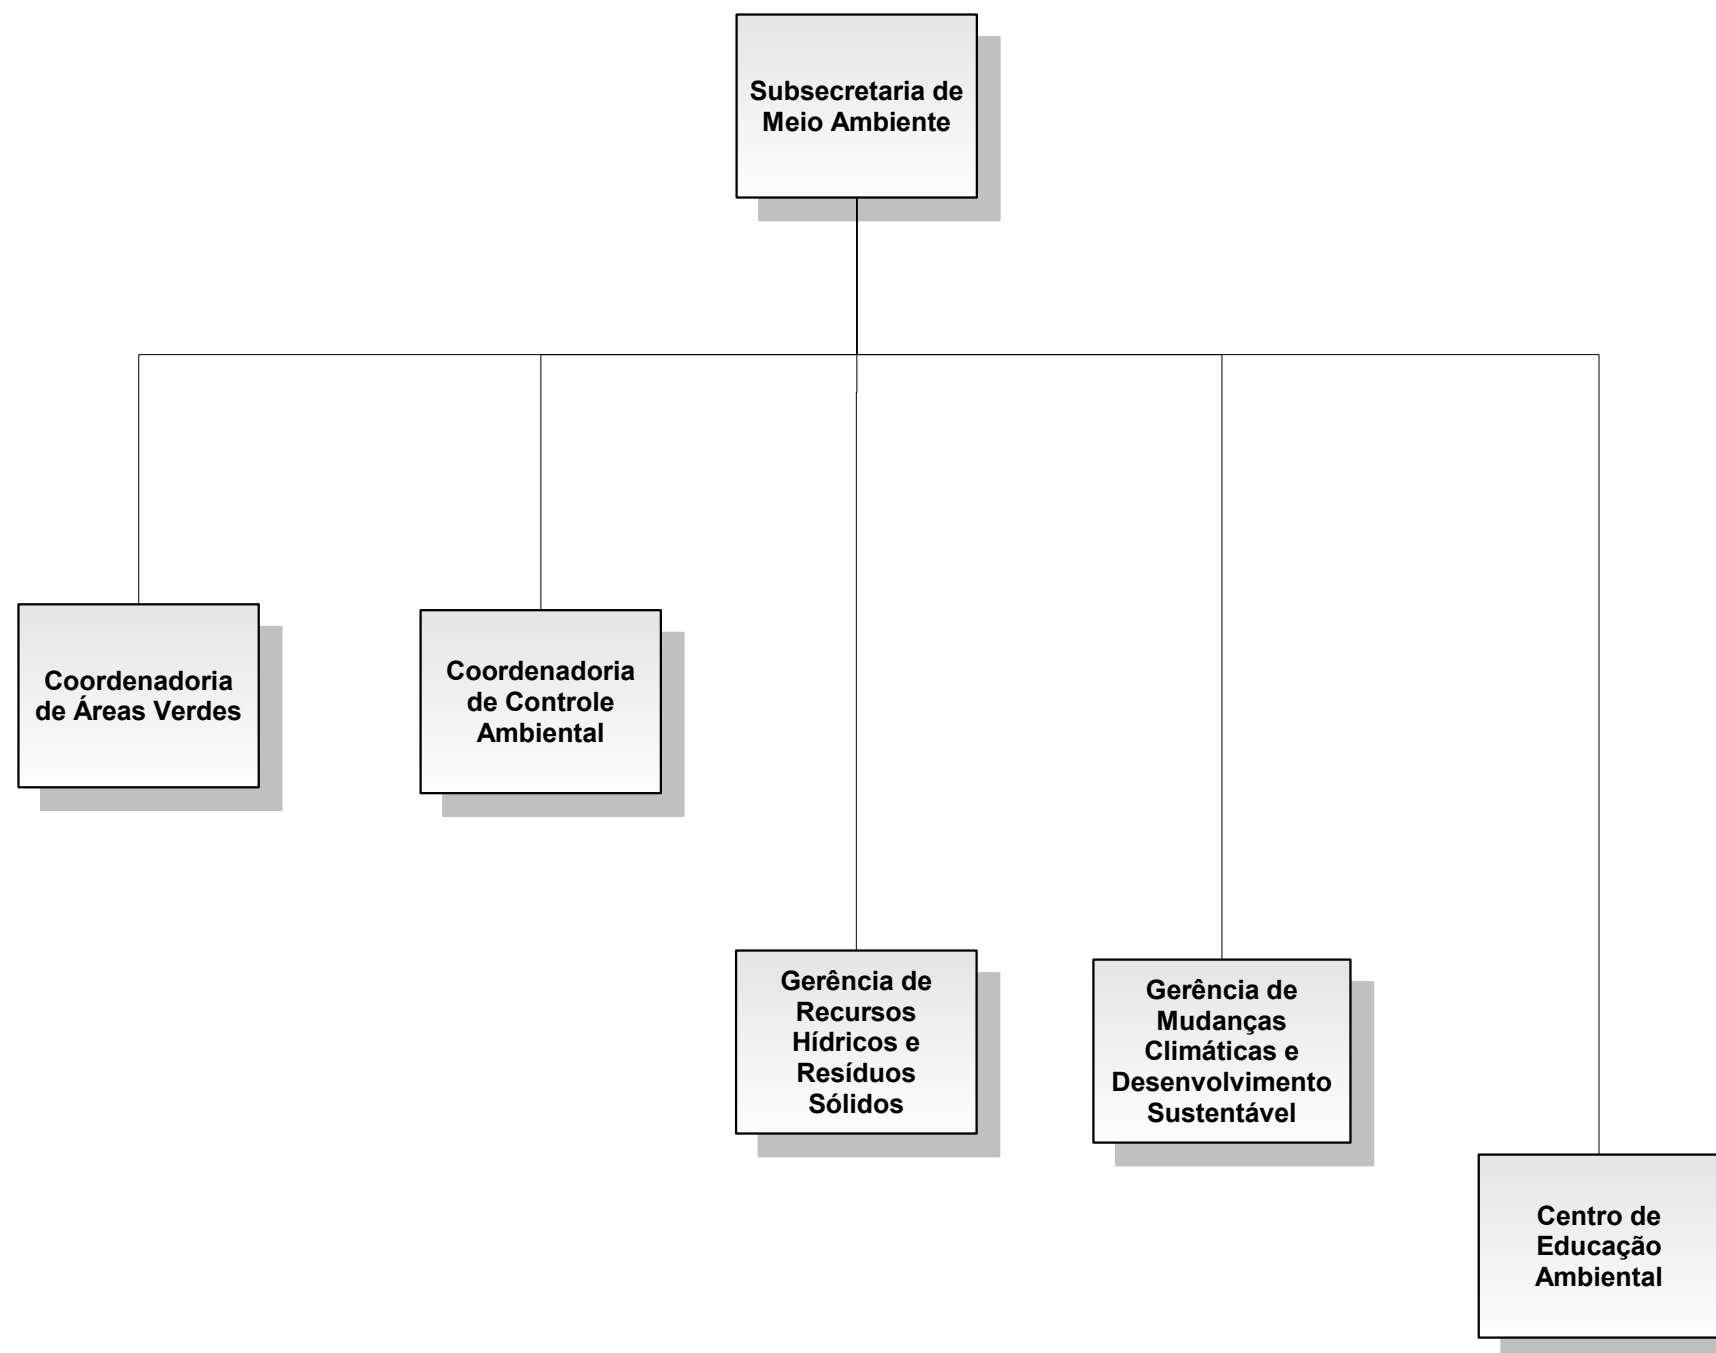 Subsecretaria de
Meio Ambiente
Coordenadoria
de Áreas Verdes
Coordenadoria
de Controle
Ambiental
Gerência de
Recursos
Hídricos e
Resíduos
Sólidos
Gerência de
Mudanças
Climáticas e
Desenvolvimento
Sustentável
Centro de
Educação
Ambiental